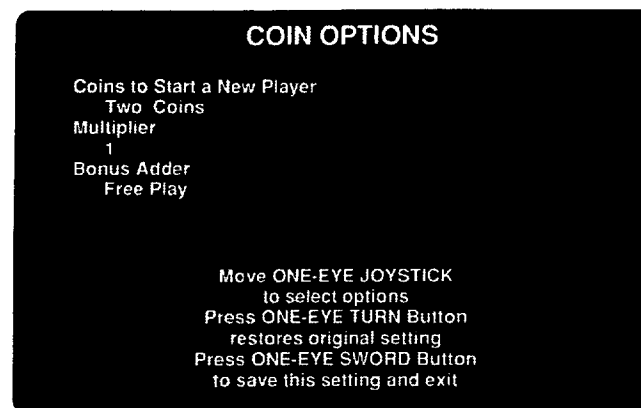 COIN OPTIONS
Coins to Start a New Player
Two Coins
Multiplier
1
Bonus Adder
Free Play
Move ONE-EYE JOYSTICK
to select options
Press ONE-EYE TURN Button
restores original setting
Press ONE-EYE SWORD Button
to save this setting and exit